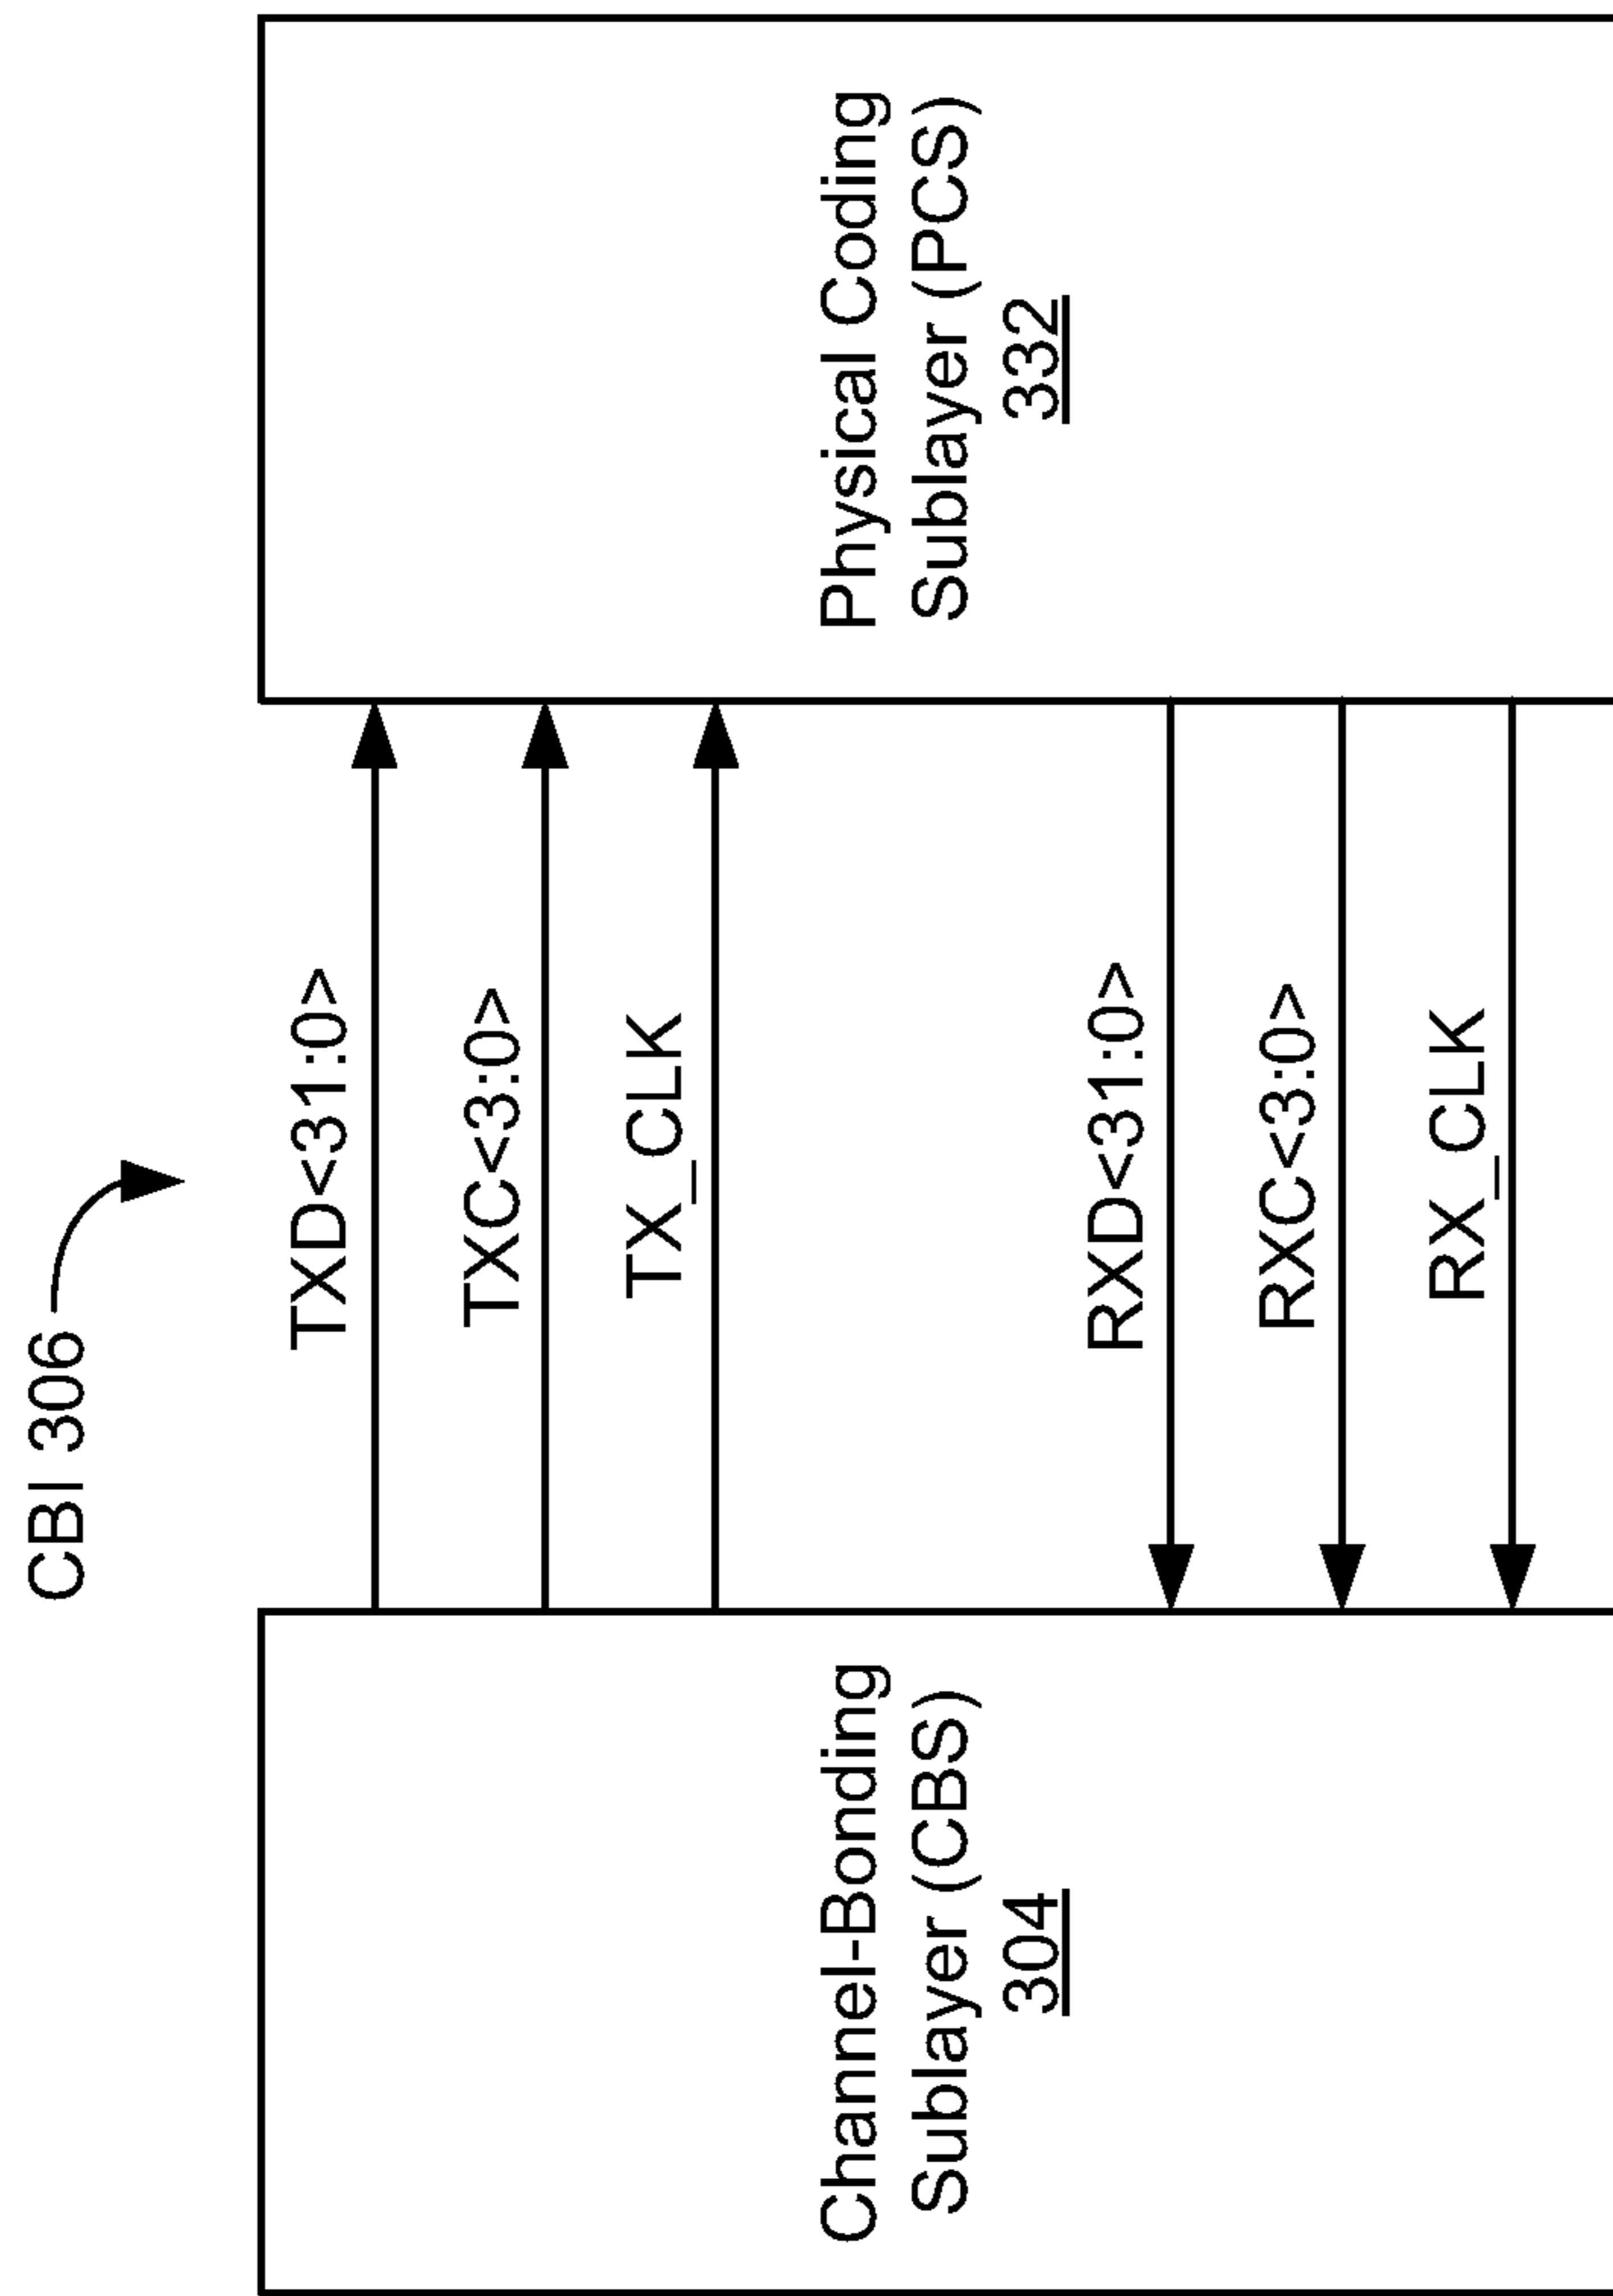 CBI 306
Channel-Bonding
Sublayer (CBS)
304
TXD<31:0>
TXC<3:0>
TX_CLK
RXD<31:0>
RXC<3:0>
RX_CLK
Physical Coding
Sublayer (PCS)
332